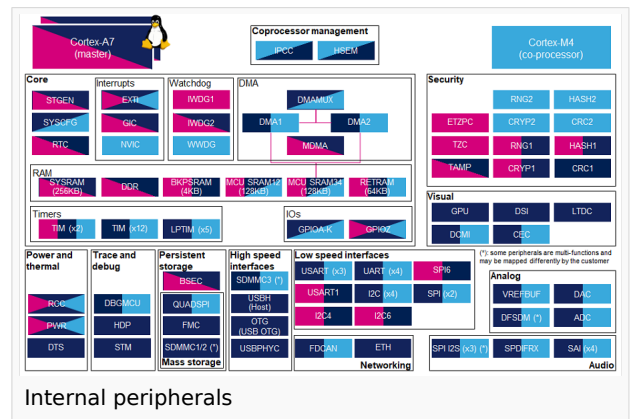 Cortex-A7
(master)
Coprocessor management
IPCC
HSEM
Cortex-M4
(co-processor)
Core
STGEN
SYSCFG
RTC
Interrupts
EXTI
GIC
NVIC
Watchdog
IWDG1
IWDG2
WWDG
DMA
DMAMUX
DMA1
DMA2
MDMA
Security
RNG2
HASH2
ETZPC
CRYP2
CRC2
TZC
RNG1
HASH1
TAMP
CRYP1
CRC1
RAM
SYSRAM
(256KB)
DDR
BKPSRAM
(4KB)
MCU SRAM12
(128KB)
MCU SRAM34
(128KB)
RETRAM
(64KB)
Timers
TIM (x2)
TIM (x12)
LPTIM (x5)
IOs
GPIOA-K
GPIOZ
Visual
GPU
DSI
LTDC
DCMI
CEC
(*): some peripherals are multi-functions and
may be mapped differently by the customer
Power and
thermal
RCC
PWR
DTS
Trace and
debug
DBGMCU
HDP
STM
Persistent
storage
BSEC
QUADSPI
FMC
SDMMC1/2 (*)
Mass storage
High speed
interfaces
SDMMC3 (*)
USBH
(Host)
OTG
(USB OTG)
USBPHYC
Low speed interfaces
USART (x3)
UART (x4)
SPI6
USART1
I2C (x4)
SPI (x2)
I2C4
I2C6
FDCAN
ETH
Networking
Analog
VREFBUF
DAC
DFSDM (*)
ADC
SPI I2S (x3) (*)
SPDIFRX
SAI (x4)
Audio
Internal peripherals